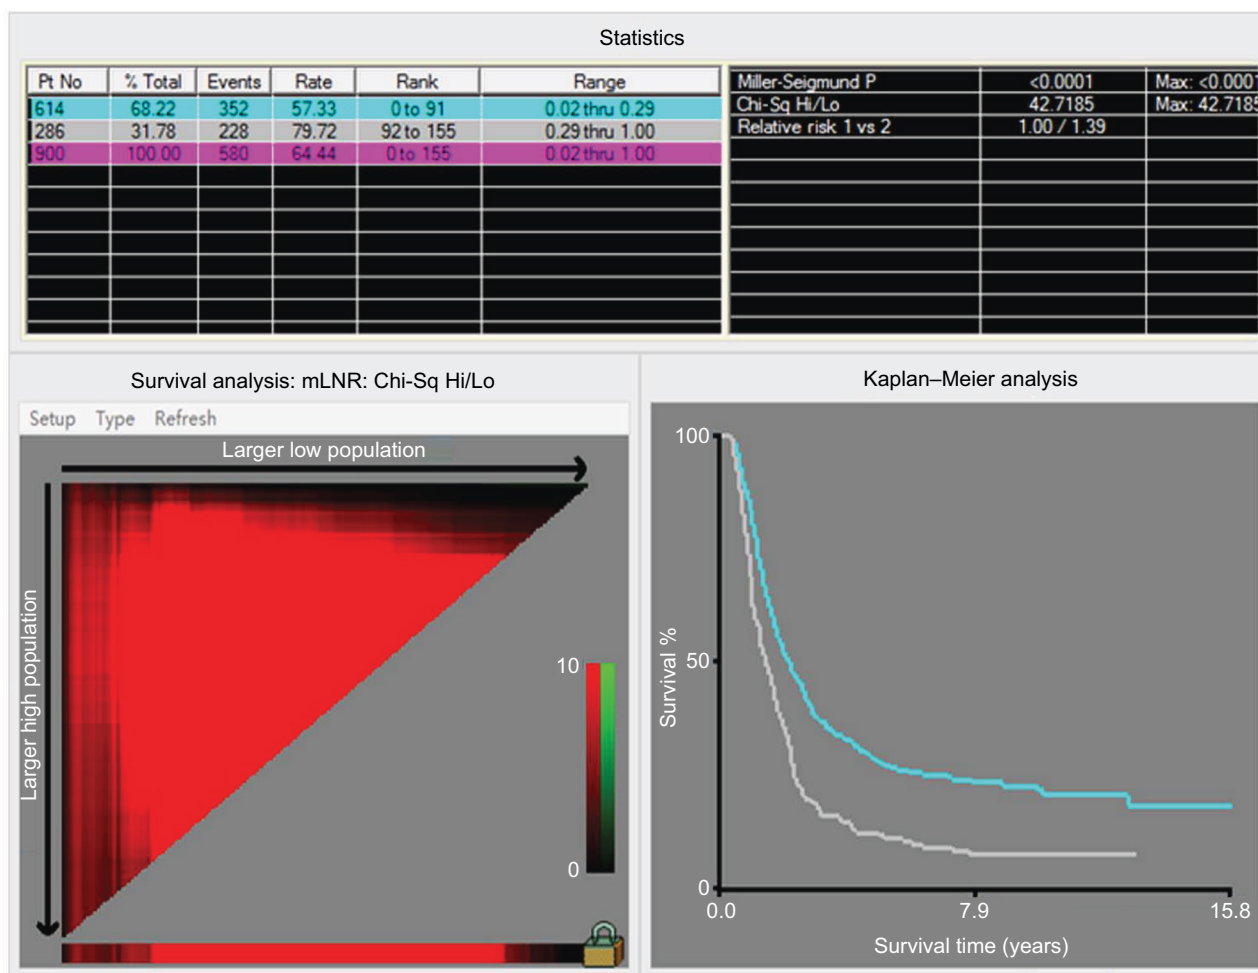 Statistics
Pt No % Total Events Rate Rank Range
614 68.22 352 57.33 0 to 91 0.02 thru 0.29
286 31.78 228 79.72 92 to 155 0.29 thru 1.00
900 100.00 580 64.44 0 to 155 0.02 thru 1.00
Miller-Seigmund P <0.0001 Max: <0.0001
Chi-Sq Hi/Lo 42.7185 Max: 42.7185
Relative risk 1 vs 2 1.00 / 1.39
Survival analysis: mLNR: Chi-Sq Hi/Lo
Setup Type Refresh
Larger low population
Larger high population
10
0
Kaplan–Meier analysis
Survival %
100
50
0
0.0 7.9 15.8
Survival time (years)